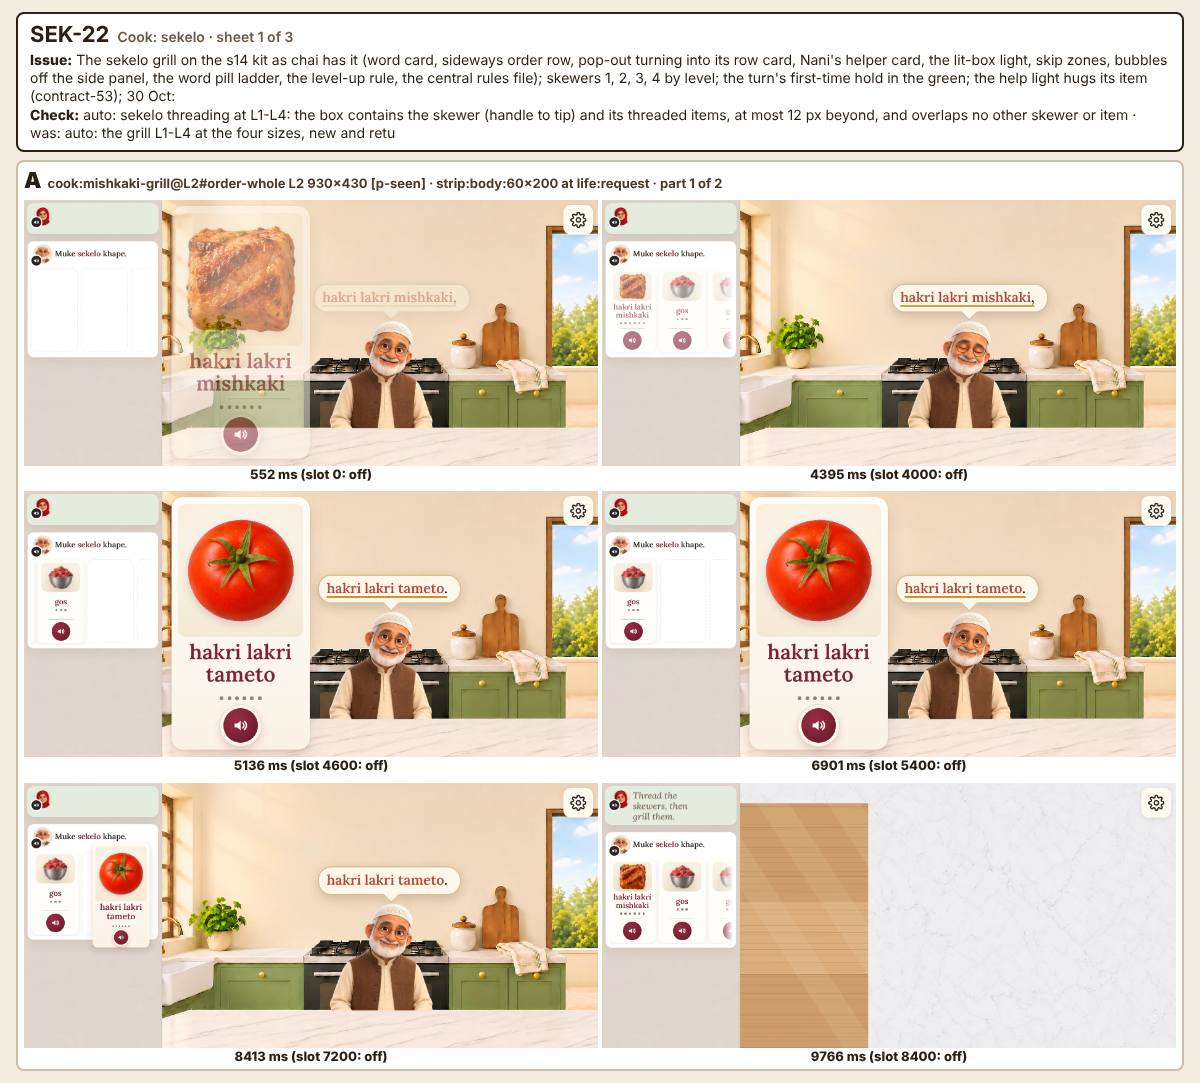 SEK-22 Cook: sekelo · sheet 1 of 3
Issue: The sekelo grill on the s14 kit as chai has it (word card, sideways order row, pop-out turning into its row card, Nani's helper card, the lit-box light, skip zones, bubbles
off the side panel, the word pill ladder, the level-up rule, the central rules file); skewers 1, 2, 3, 4 by level; the turn's first-time hold in the green; the help light hugs its item
(contract-53); 30 Oct:
Check: auto: sekelo threading at L1-L4: the box contains the skewer (handle to tip) and its threaded items, at most 12 px beyond, and overlaps no other skewer or item ·
was: auto: the grill L1-L4 at the four sizes, new and retu
A cook:mishkaki-grill@L2#order-whole L2 930×430 [p-seen] · strip:body:60×200 at life:request · part 1 of 2
Muke sekelo khape.
hakri lakri
mishkaki
hakri lakri mishkaki,
552 ms (slot 0: off)
Muke sekelo khape.
hakri lakri
mishkaki
gos
hakri lakri mishkaki,
4395 ms (slot 4000: off)
Muke sekelo khape.
gos
hakri lakri
tameto
hakri lakri tameto.
5136 ms (slot 4600: off)
Muke sekelo khape.
gos
hakri lakri
tameto
hakri lakri tameto.
6901 ms (slot 5400: off)
Muke sekelo khape.
gos
hakri lakri
tameto
hakri lakri tameto.
8413 ms (slot 7200: off)
Thread the
skewers, then
grill them.
Muke sekelo khape.
hakri lakri
mishkaki
gos
9766 ms (slot 8400: off)